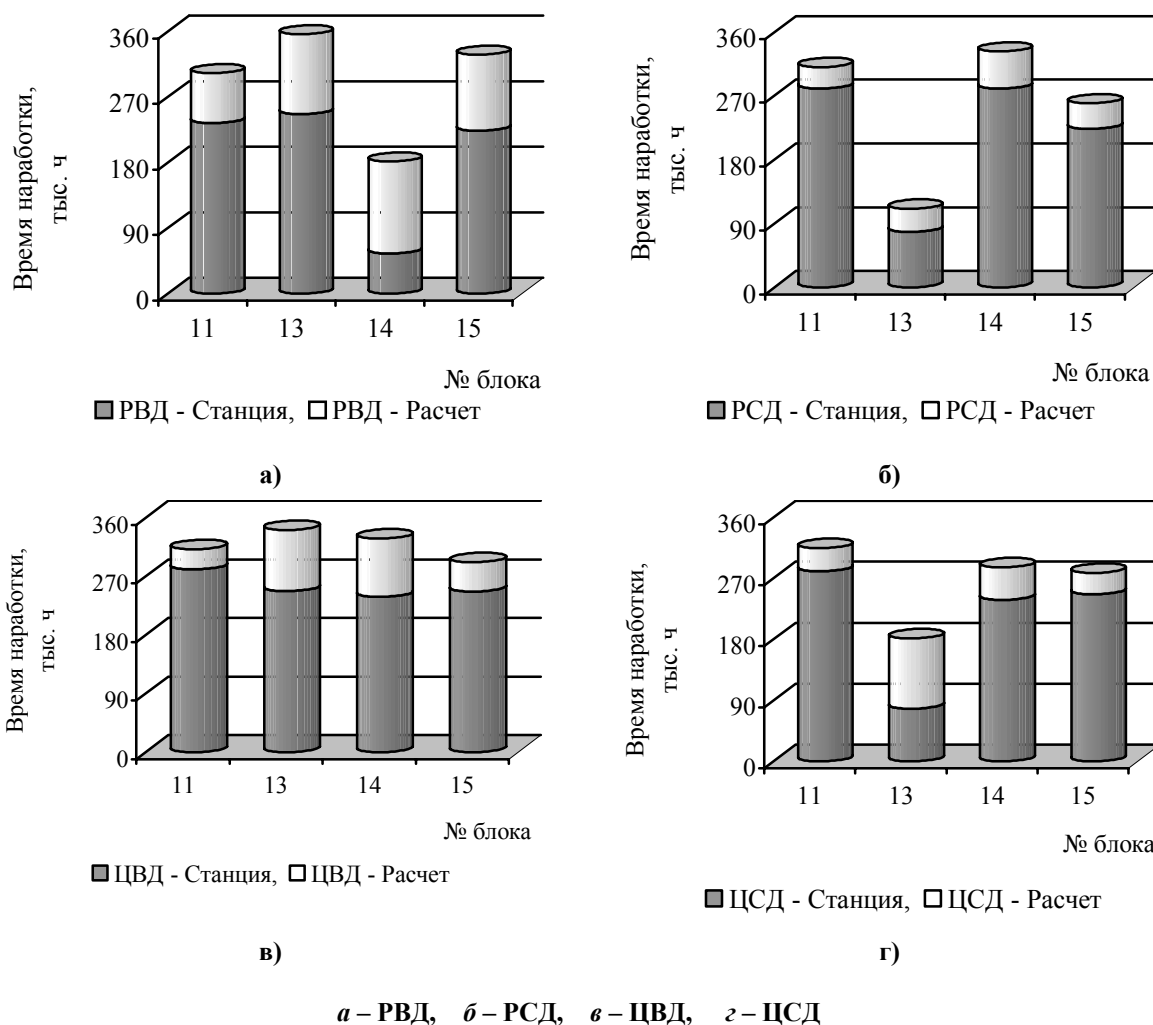 Время наработки,
тыс. ч
360
270
180
90
0
11 13 14 15
№ блока
РВД - Станция, РВД - Расчет
а)
Время наработки,
тыс. ч
360
270
180
90
0
11 13 14 15
№ блока
РСД - Станция, РСД - Расчет
б)
Время наработки,
тыс. ч
360
270
180
90
0
11 13 14 15
№ блока
ЦВД - Станция, ЦВД - Расчет
в)
Время наработки,
тыс. ч
360
270
180
90
0
11 13 14 15
№ блока
ЦСД - Станция, ЦСД - Расчет
г)
а – РВД, б – РСД, в – ЦВД, г – ЦСД